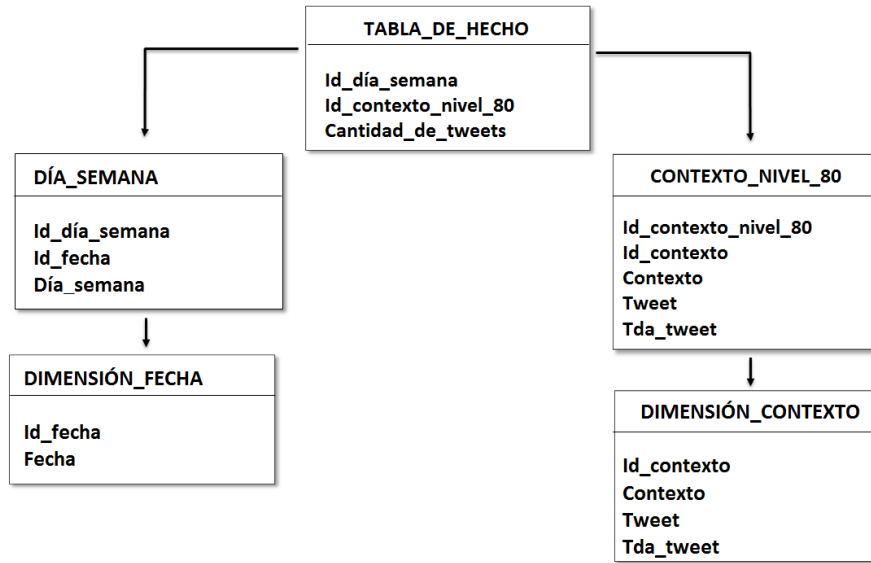 TABLA_DE_HECHO
Id_día_semana
Id_contexto_nivel_80
Cantidad_de_tweets
DÍA_SEMANA
Id_día_semana
Id_fecha
Día_semana
DIMENSIÓN_FECHA
Id_fecha
Fecha
CONTEXTO_NIVEL_80
Id_contexto_nivel_80
Id_contexto
Contexto
Tweet
Tda_tweet
DIMENSIÓN_CONTEXTO
Id_contexto
Contexto
Tweet
Tda_tweet